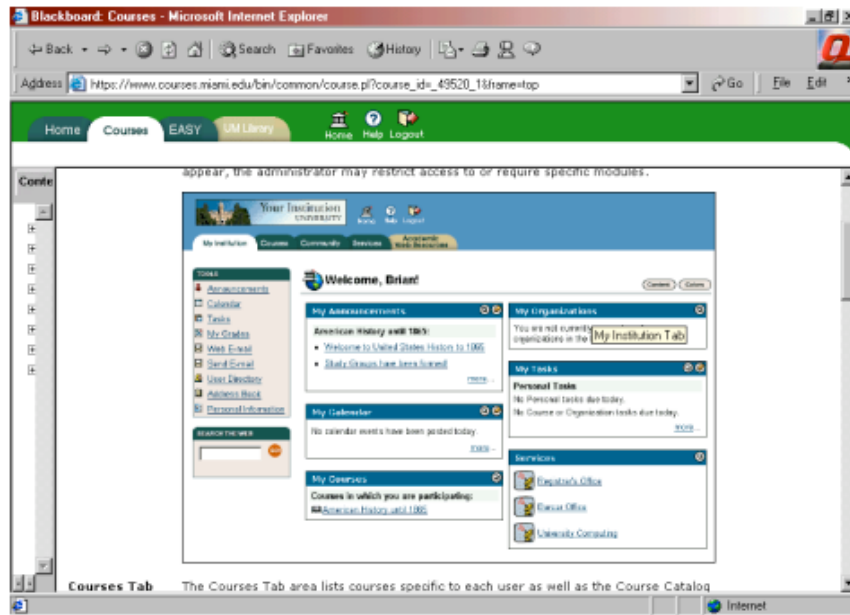 Blackboard: Courses - Microsoft Internet Explorer
Back Search Favorites History
Address https://www.courses.miami.edu/bin/common/course.pl?course_id=_49520_1&frame=top Go File Edit
Home Courses EASY UM Library Home Help Logout
Conte
appear, the administrator may restrict access to or require specific modules.
Your Institution
UNIVERSITY
Home Help Logout
My Institution Courses Community Services Academic Web Resources
TOOLS
Announcements
Calendar
Tasks
My Grades
Web E-mail
Send E-mail
User Directory
Address Book
Personal Information
SEARCH THE WEB
Welcome, Brian!
My Announcements
American History until 1865:
Welcome to United States History to 1865
Study Groups have been formed!
more...
My Calendar
No calendar events have been posted today.
more...
My Courses
Courses in which you are participating:
American History until 1865
My Organizations
You are not currently
organizations in the
My Institution Tab
My Tasks
Personal Tasks
No Personal tasks due today.
No Course or Organization tasks due today.
more...
Services
Registrar's Office
Bursar Office
University Computing
Courses Tab The Courses Tab area lists courses specific to each user as well as the Course Catalog
Internet